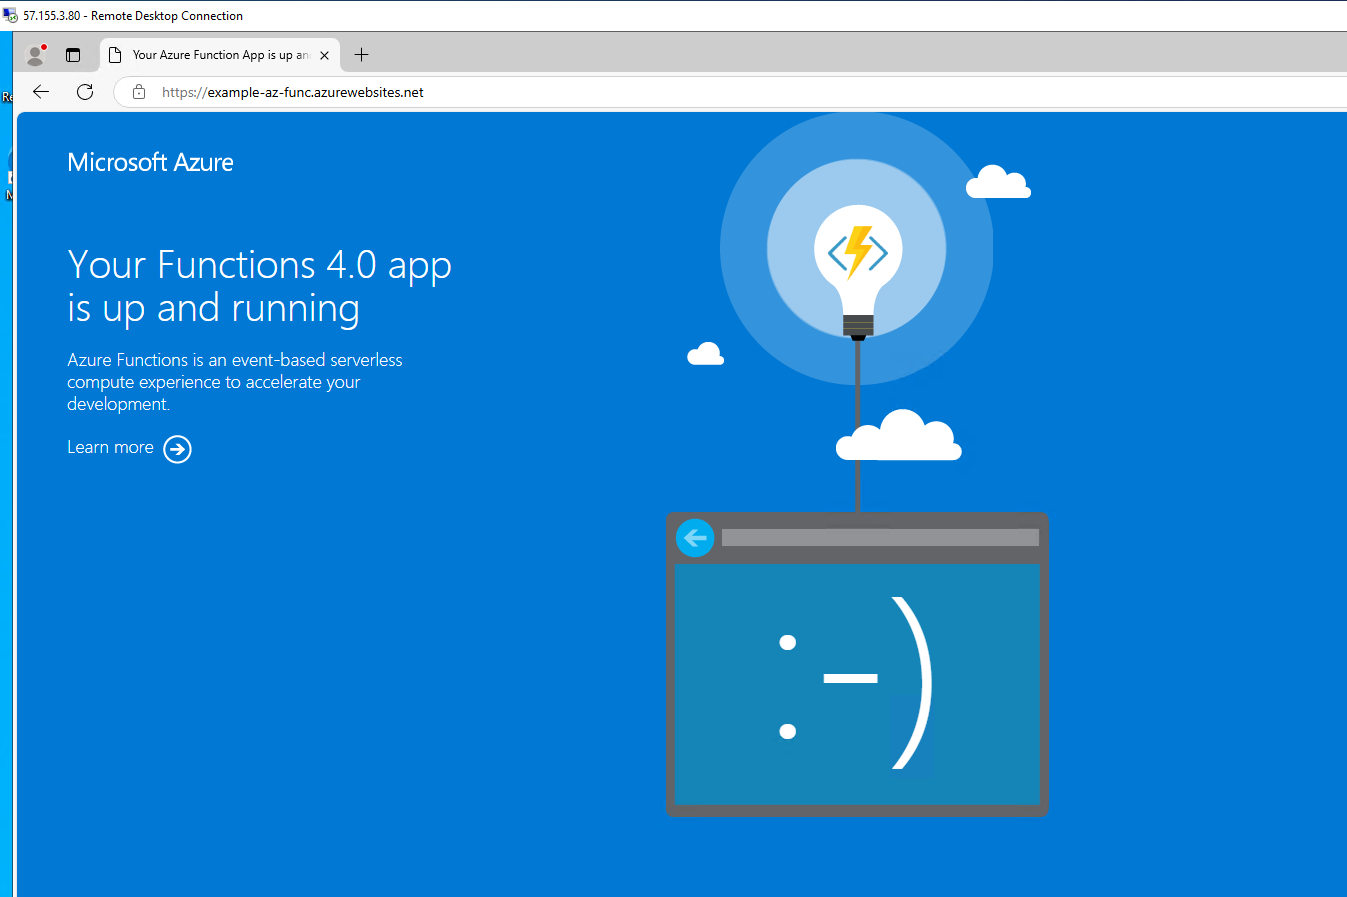 57.155.3.80 - Remote Desktop Connection
Your Azure Function App is up an
https://example-az-func.azurewebsites.net
Microsoft Azure
Your Functions 4.0 app
is up and running
Azure Functions is an event-based serverless
compute experience to accelerate your
development.
Learn more
:-)